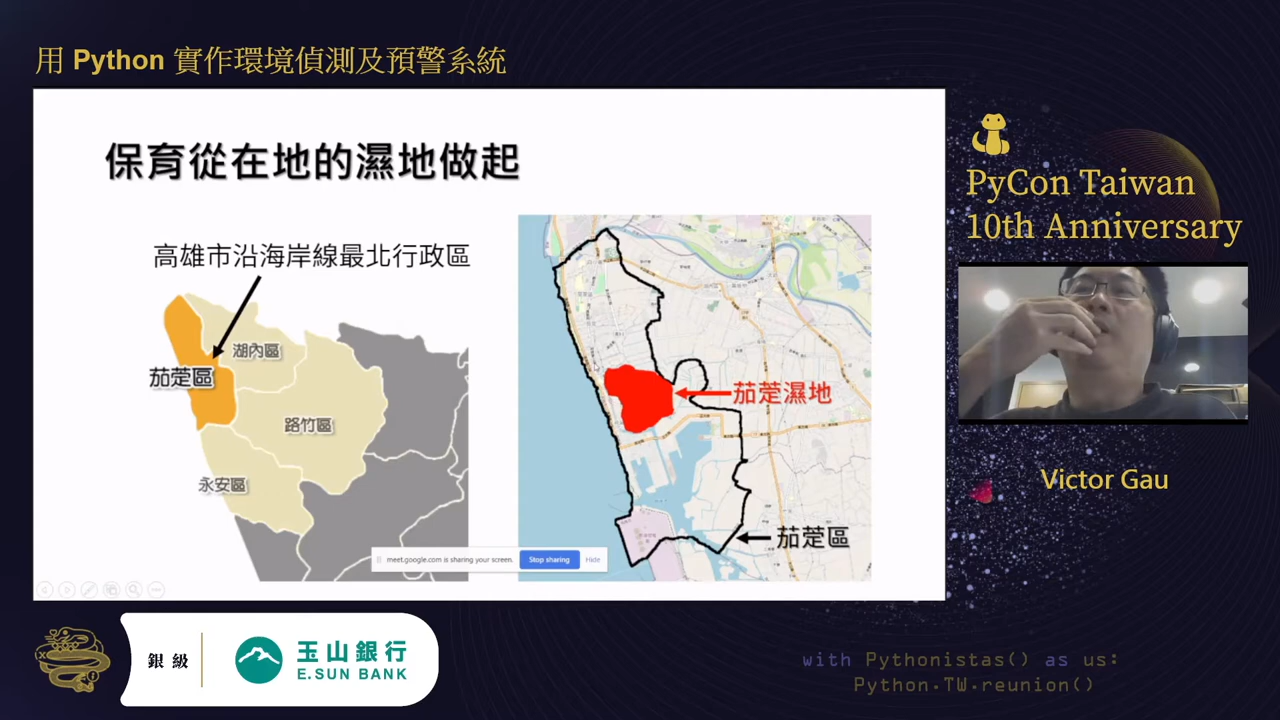 用 Python 實作環境偵測及預警系統
保育從在地的濕地做起
高雄市沿海岸線最北行政區
湖內區
茄萣區
路竹區
永安區
茄萣濕地
茄萣區
meet.google.com is sharing your screen.
Stop sharing
Hide
PyCon Taiwan
10th Anniversary
Victor Gau
銀級
玉山銀行
E.SUN BANK
with Pythonistas() as us:
Python.TW.reunion()